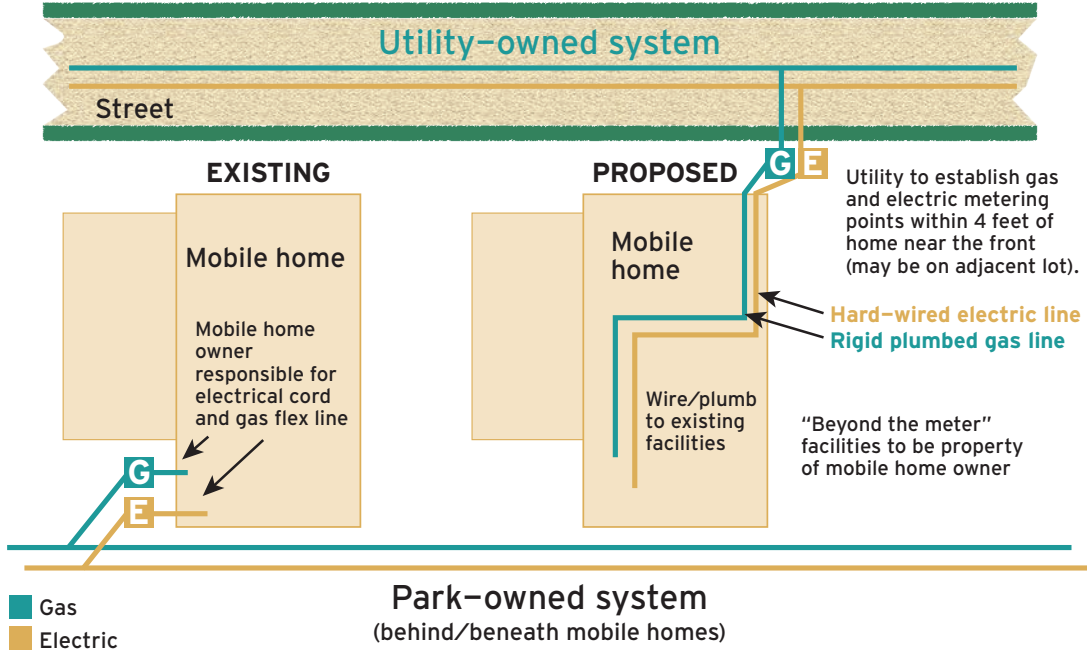 Utility–owned system
Street
EXISTING
Mobile home
Mobile home
owner
responsible for
electrical cord
and gas flex line
G
E
PROPOSED
G E
Mobile
home
Wire/plumb
to existing
facilities
Utility to establish gas
and electric metering
points within 4 feet of
home near the front
(may be on adjacent lot).
Hard–wired electric line
Rigid plumbed gas line
“Beyond the meter”
facilities to be property
of mobile home owner
Park–owned system
(behind/beneath mobile homes)
Gas
Electric